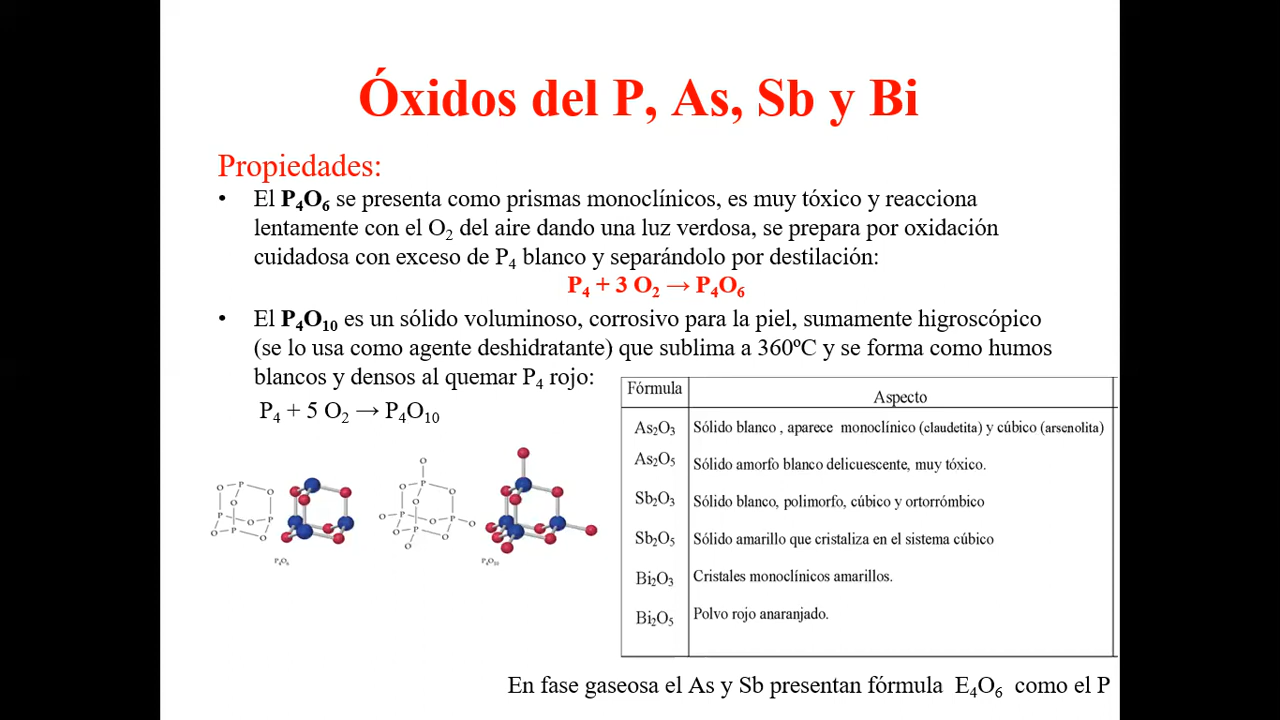 Óxidos del P, As, Sb y Bi
Propiedades:
• El P₄O₆ se presenta como prismas monoclínicos, es muy tóxico y reacciona
lentamente con el O₂ del aire dando una luz verdosa, se prepara por oxidación
cuidadosa con exceso de P₄ blanco y separándolo por destilación:
P₄ + 3 O₂ → P₄O₆
• El P₄O₁₀ es un sólido voluminoso, corrosivo para la piel, sumamente higroscópico
(se lo usa como agente deshidratante) que sublima a 360ºC y se forma como humos
blancos y densos al quemar P₄ rojo:
P₄ + 5 O₂ → P₄O₁₀
Fórmula Aspecto
As₂O₃ Sólido blanco , aparece monoclínico (claudetita) y cúbico (arsenolita)
As₂O₅ Sólido amorfo blanco delicuescente, muy tóxico.
Sb₂O₃ Sólido blanco, polimorfo, cúbico y ortorrómbico
Sb₂O₅ Sólido amarillo que cristaliza en el sistema cúbico
Bi₂O₃ Cristales monoclínicos amarillos.
Bi₂O₅ Polvo rojo anaranjado.
O P O
O
P O P
O P O
P₄O₆
O
O P O
O
O P O P O
O P O
O
P₄O₁₀
En fase gaseosa el As y Sb presentan fórmula E₄O₆ como el P